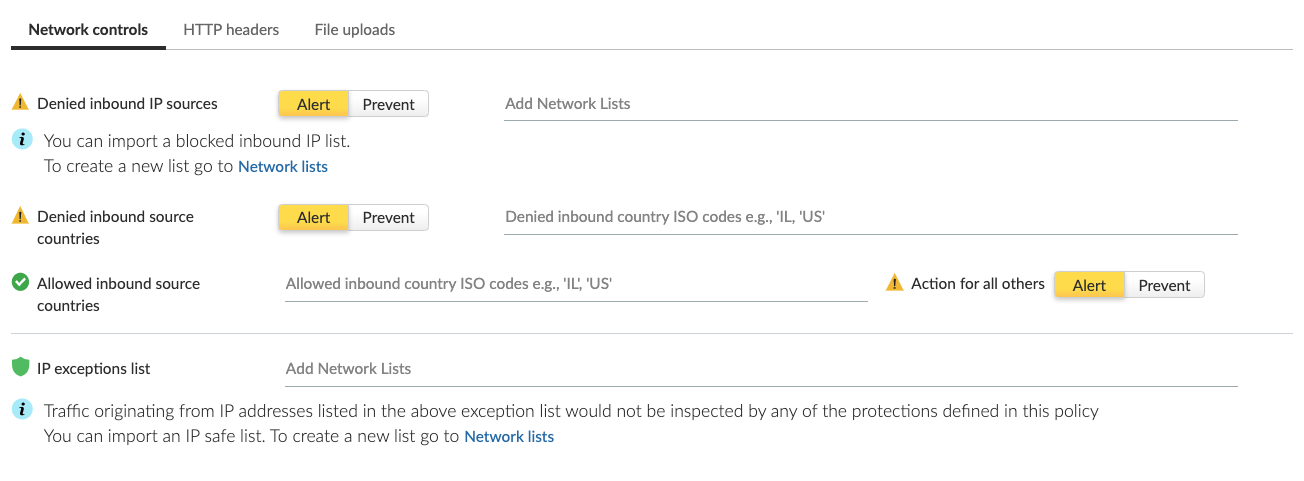 Network controls HTTP headers File uploads
Denied inbound IP sources Alert Prevent Add Network Lists
You can import a blocked inbound IP list.
To create a new list go to Network lists
Denied inbound source Alert Prevent Denied inbound country ISO codes e.g., 'IL, 'US'
countries
Allowed inbound source Allowed inbound country ISO codes e.g., 'IL', 'US' Action for all others Alert Prevent
countries
IP exceptions list Add Network Lists
Traffic originating from IP addresses listed in the above exception list would not be inspected by any of the protections defined in this policy
You can import an IP safe list. To create a new list go to Network lists